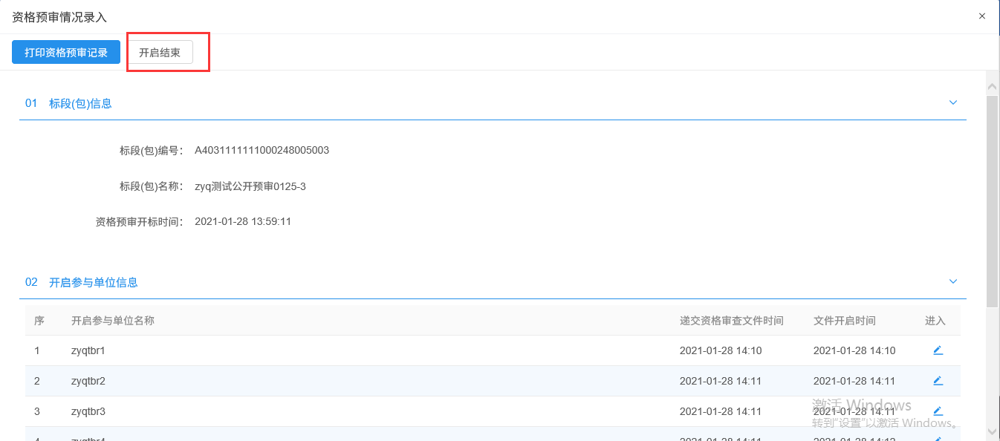 资格预审情况录入
打印资格预审记录 开启结束
01 标段(包)信息
标段(包)编号： A4031111111000248005003
标段(包)名称： zyq测试公开预审0125-3
资格预审开标时间： 2021-01-28 13:59:11
02 开启参与单位信息
序 开启参与单位名称 递交资格审查文件时间 文件开启时间 进入
1 zyqtbr1 2021-01-28 14:10 2021-01-28 14:10
2 zyqtbr2 2021-01-28 14:11 2021-01-28 14:11
3 zyqtbr3 2021-01-28 14:11 2021-01-28 14:11
激活 Windows
转到“设置”以激活 Windows。
4 zyqtbr4 2021-01-28 14:11 2021-01-28 14:12